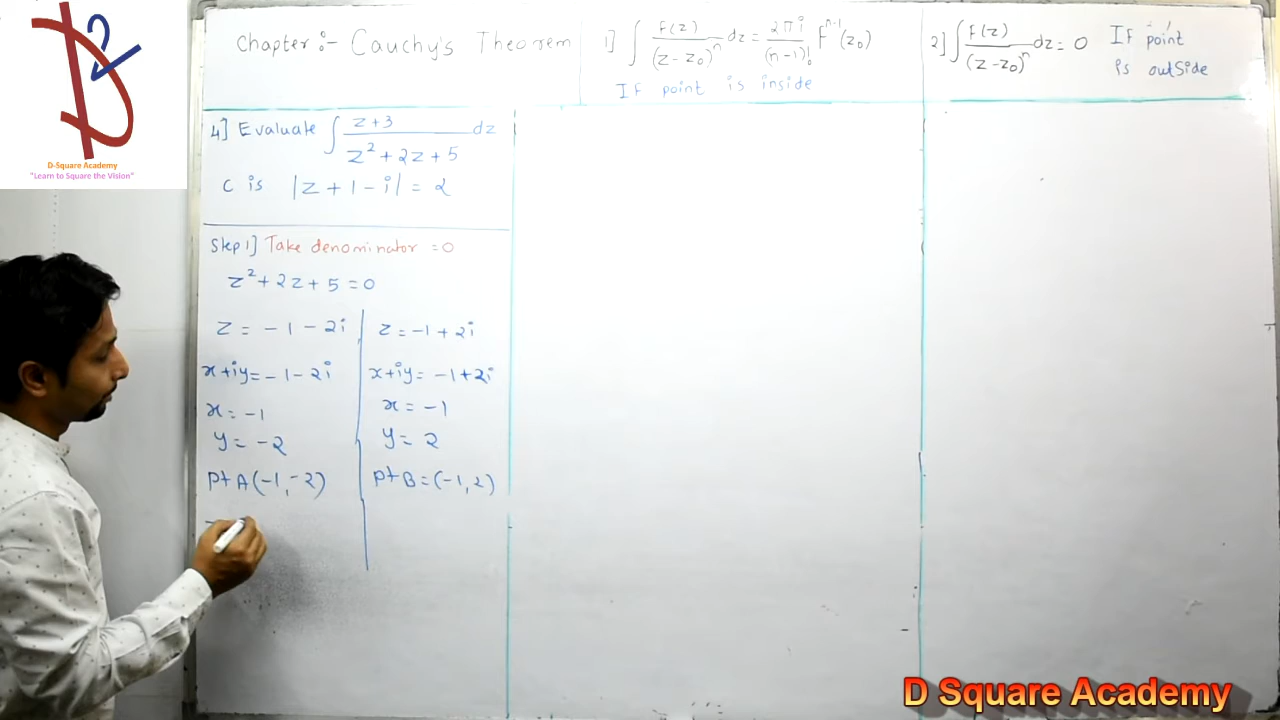 D-Square Academy
"Learn to Square the Vision"
Chapter :- Cauchy's Theorem
1] ∫ F(z)/(z-z₀)ⁿ dz = 2πi/(n-1)! Fⁿ⁻¹(z₀)
If point is inside
2] ∫ F(z)/(z-z₀)ⁿ dz = 0 If point
is outside
4] Evaluate ∫ z+3/z²+2z+5 dz
C is |z+1-i| = 2
Step 1] Take denominator = 0
z²+2z+5=0
z = -1-2i
x+iy = -1-2i
x = -1
y = -2
pt A(-1,-2)
z = -1+2i
x+iy = -1+2i
x = -1
y = 2
pt B = (-1,2)
D Square Academy